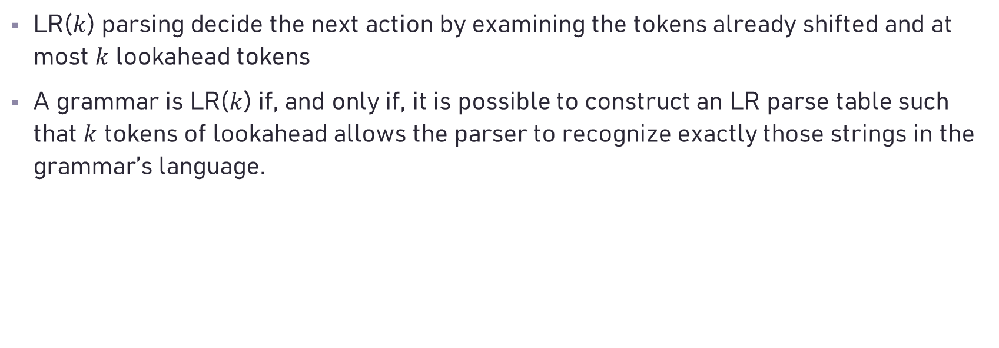 ▪ LR(k) parsing decide the next action by examining the tokens already shifted and at
most k lookahead tokens
▪ A grammar is LR(k) if, and only if, it is possible to construct an LR parse table such
that k tokens of lookahead allows the parser to recognize exactly those strings in the
grammar’s language.